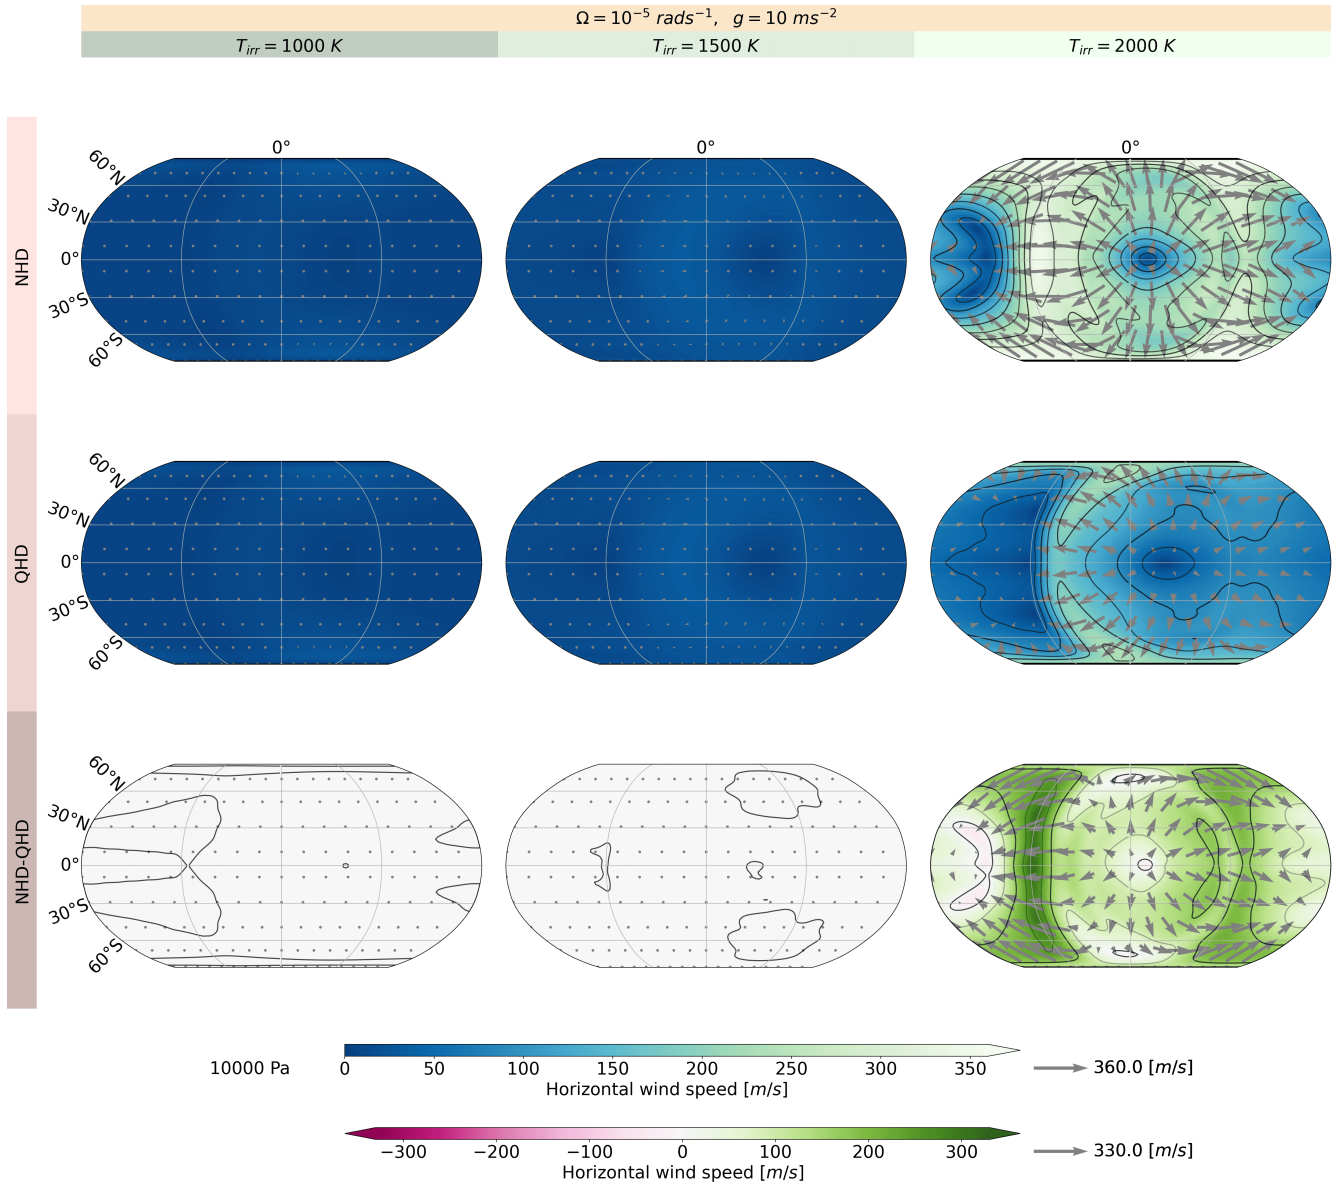 Ω = 10⁻⁵ rads⁻¹, g = 10 ms⁻²
T_irr = 1000 K T_irr = 1500 K T_irr = 2000 K
0° 0° 0°
NHD
60°N
30°N
0°
30°S
60°S
QHD
60°N
30°N
0°
30°S
60°S
NHD-QHD
60°N
30°N
0°
30°S
60°S
10000 Pa
0 50 100 150 200 250 300 350
Horizontal wind speed [m/s]
360.0 [m/s]
−300 −200 −100 0 100 200 300
Horizontal wind speed [m/s]
330.0 [m/s]